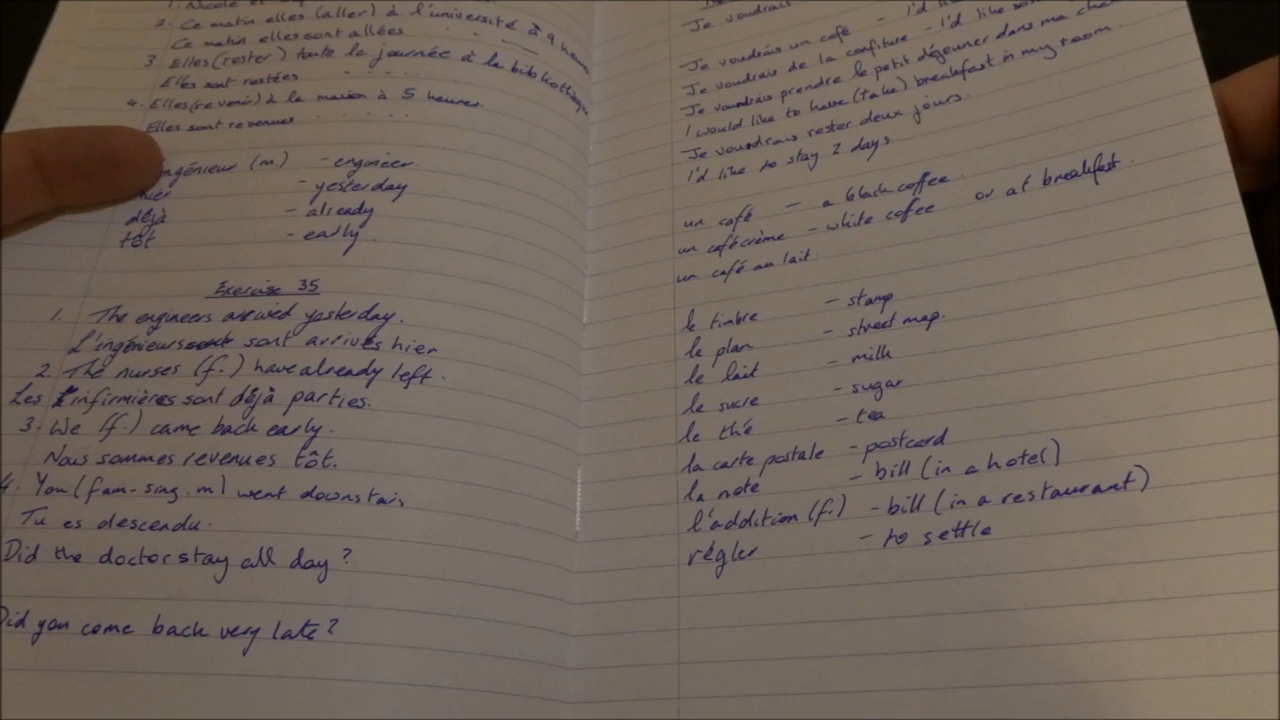 1. Nicole et
2. Ce matin elles (aller) à l'université à 9 heures
Ce matin elles sont allées
3 Elles (rester) toute la journée à la bibliothèque
Elles sont restées
4. Elles (revenir) à la maison à 5 heures.
Elles sont revenues
ingénieur (m.) - engineer
hier - yesterday
déjà - already
tôt - early
Exercise 35
1. The engineers arrived yesterday.
L'ingénieurs sont arrivés hier
2. The nurses (f.) have already left.
Les infirmières sont déjà parties.
3. We (f.) came back early.
Nous sommes revenues tôt.
4. You (fam-sing. m) went downstairs
Tu es descendu.
Did the doctor stay all day?
Did you come back very late?
Je voudrais
Je voudrais un café - I'd like
Je voudrais de la confiture - I'd like some
Je voudrais prendre le petit déjeuner dans ma
I would like to have (take) breakfast in my room
Je voudrais rester deux jours.
I'd like to stay 2 days
un café - a black coffee
un café crème - white cofee or at breakfast.
un café au lait
le timbre - stamp
le plan - street map.
le lait - milk
le sucre - sugar
le thé - tea
la carte postale - postcard
la note - bill (in a hotel)
l'addition (f.) - bill (in a restaurant)
régler - to settle